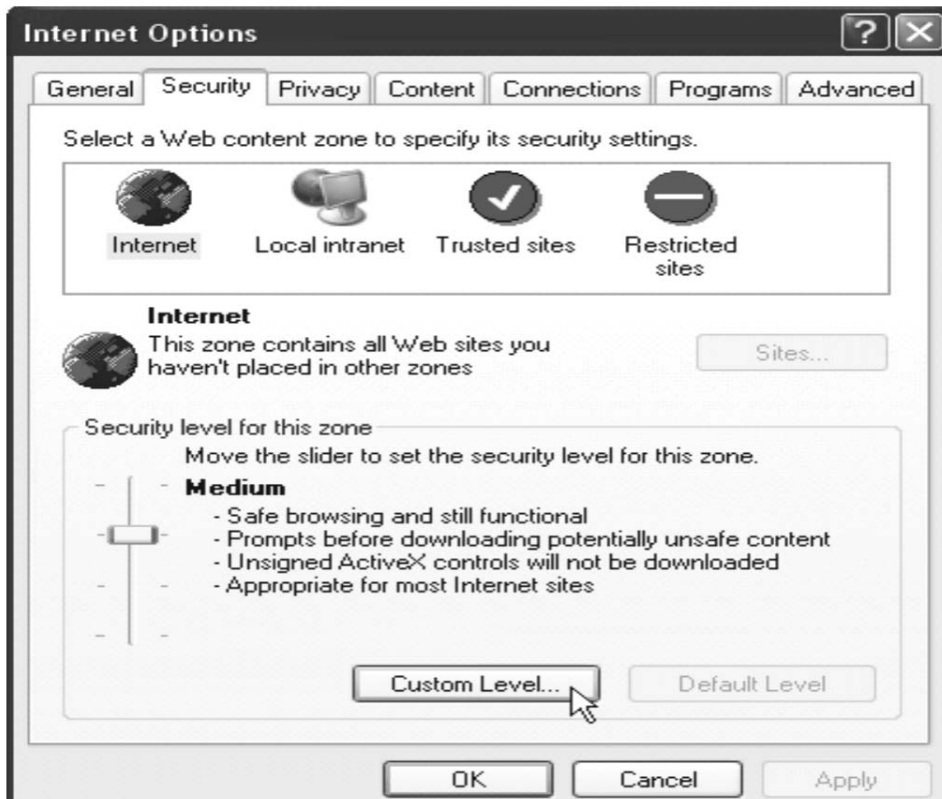 Internet Options
General Security Privacy Content Connections Programs Advanced
Select a Web content zone to specify its security settings.
Internet Local intranet Trusted sites Restricted sites
Internet
This zone contains all Web sites you
haven't placed in other zones
Sites...
Security level for this zone
Move the slider to set the security level for this zone.
Medium
- Safe browsing and still functional
- Prompts before downloading potentially unsafe content
- Unsigned ActiveX controls will not be downloaded
- Appropriate for most Internet sites
Custom Level... Default Level
OK Cancel Apply